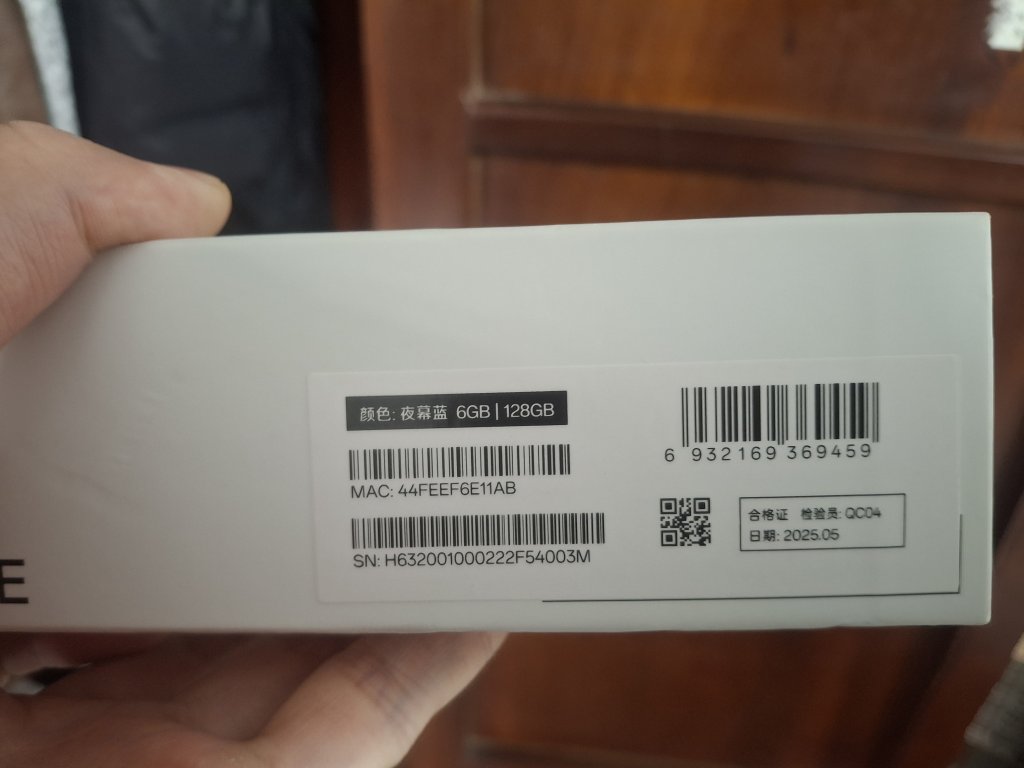 颜色: 夜幕蓝 6GB | 128GB
MAC: 44FEEF6E11AB
SN: H632001000222F54003M
6 932169 369459
合格证 检验员: QC04
日期: 2025.05
E